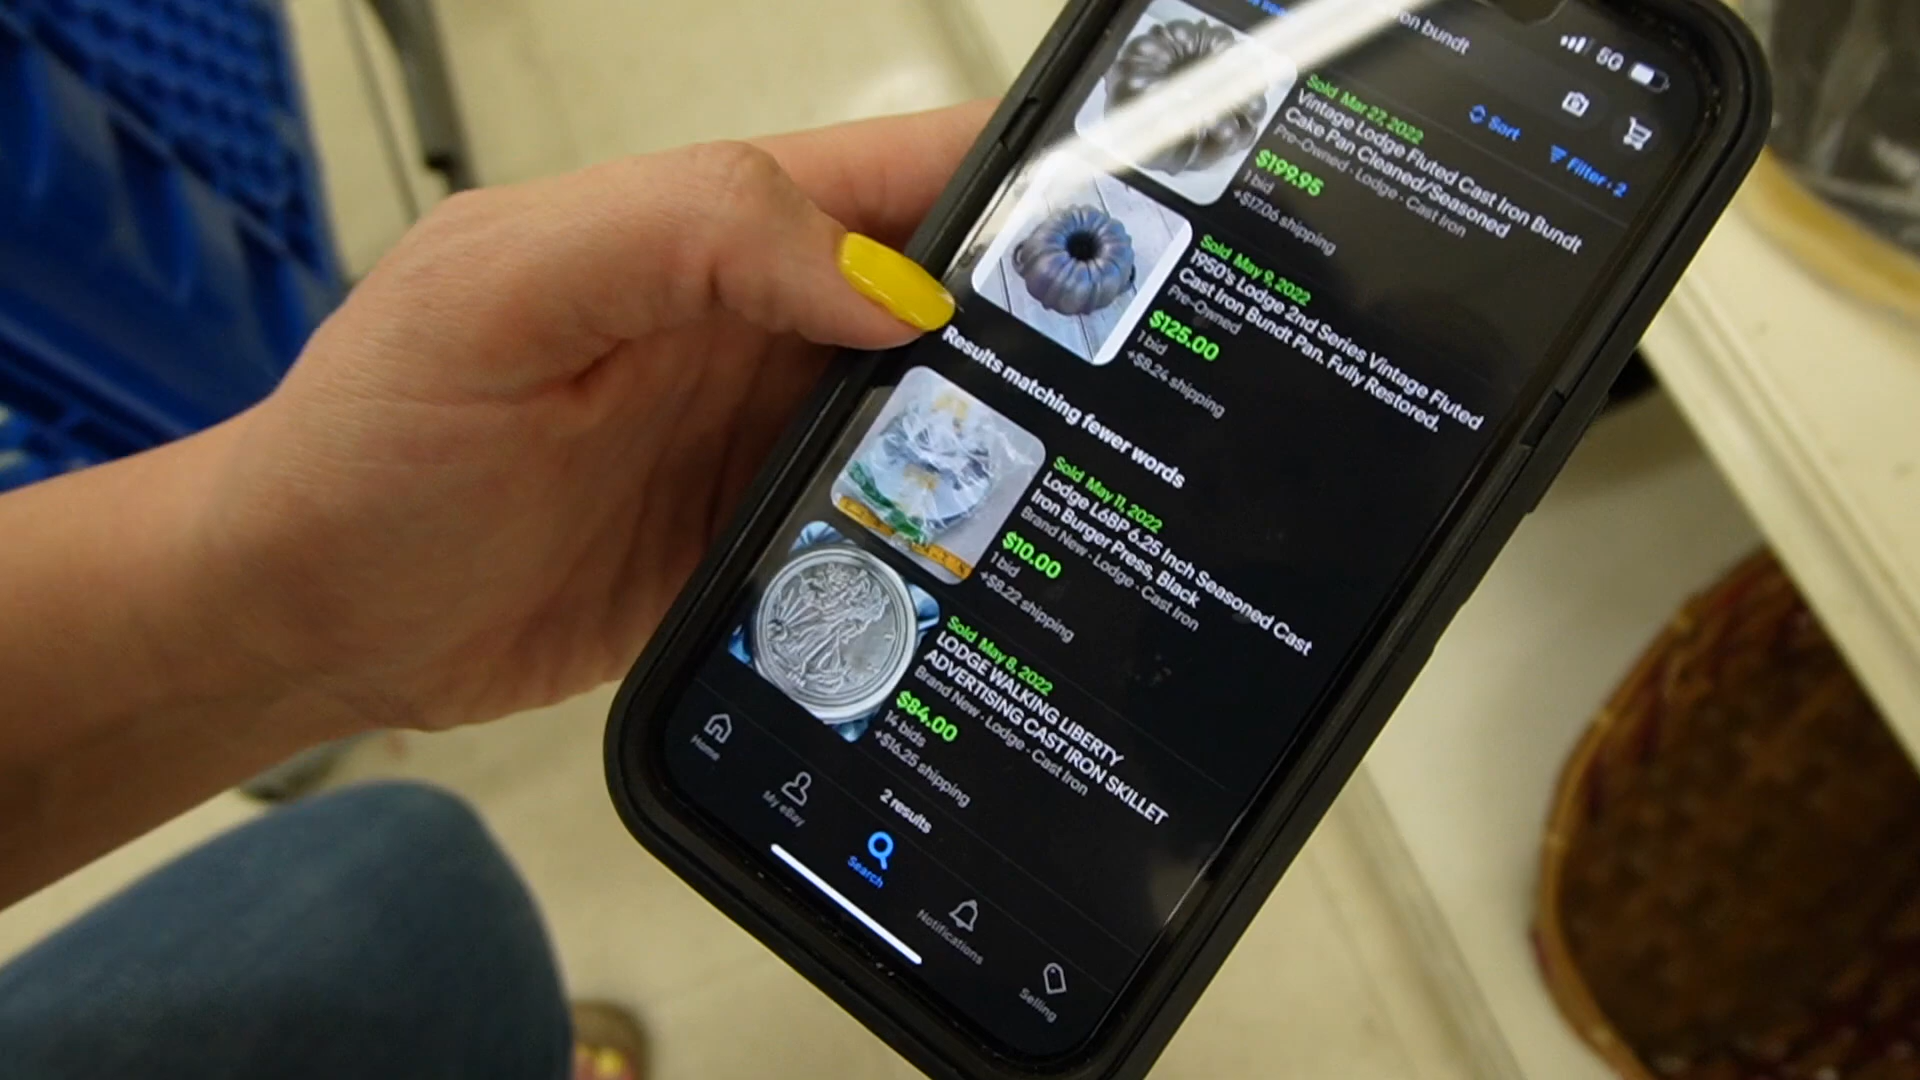 on bundt
5G
Sort
Filter · 2
Sold Mar 27, 2022
Vintage Lodge Fluted Cast Iron Bundt
Cake Pan Cleaned/Seasoned
Pre-Owned · Lodge · Cast Iron
$199.95
1 bid
+$17.06 shipping
Sold May 9, 2022
1950's Lodge 2nd Series Vintage Fluted
Cast Iron Bundt Pan. Fully Restored.
Pre-Owned
$125.00
1 bid
+$8.24 shipping
Results matching fewer words
Sold May 11, 2022
Lodge L6BP 6.25 Inch Seasoned Cast
Iron Burger Press, Black
Brand New · Lodge · Cast Iron
$10.00
1 bid
+$8.22 shipping
Sold May 8, 2022
LODGE WALKING LIBERTY
ADVERTISING CAST IRON SKILLET
Brand New · Lodge · Cast Iron
$84.00
14 bids
+$16.25 shipping
2 results
Home
My eBay
Search
Notifications
Selling